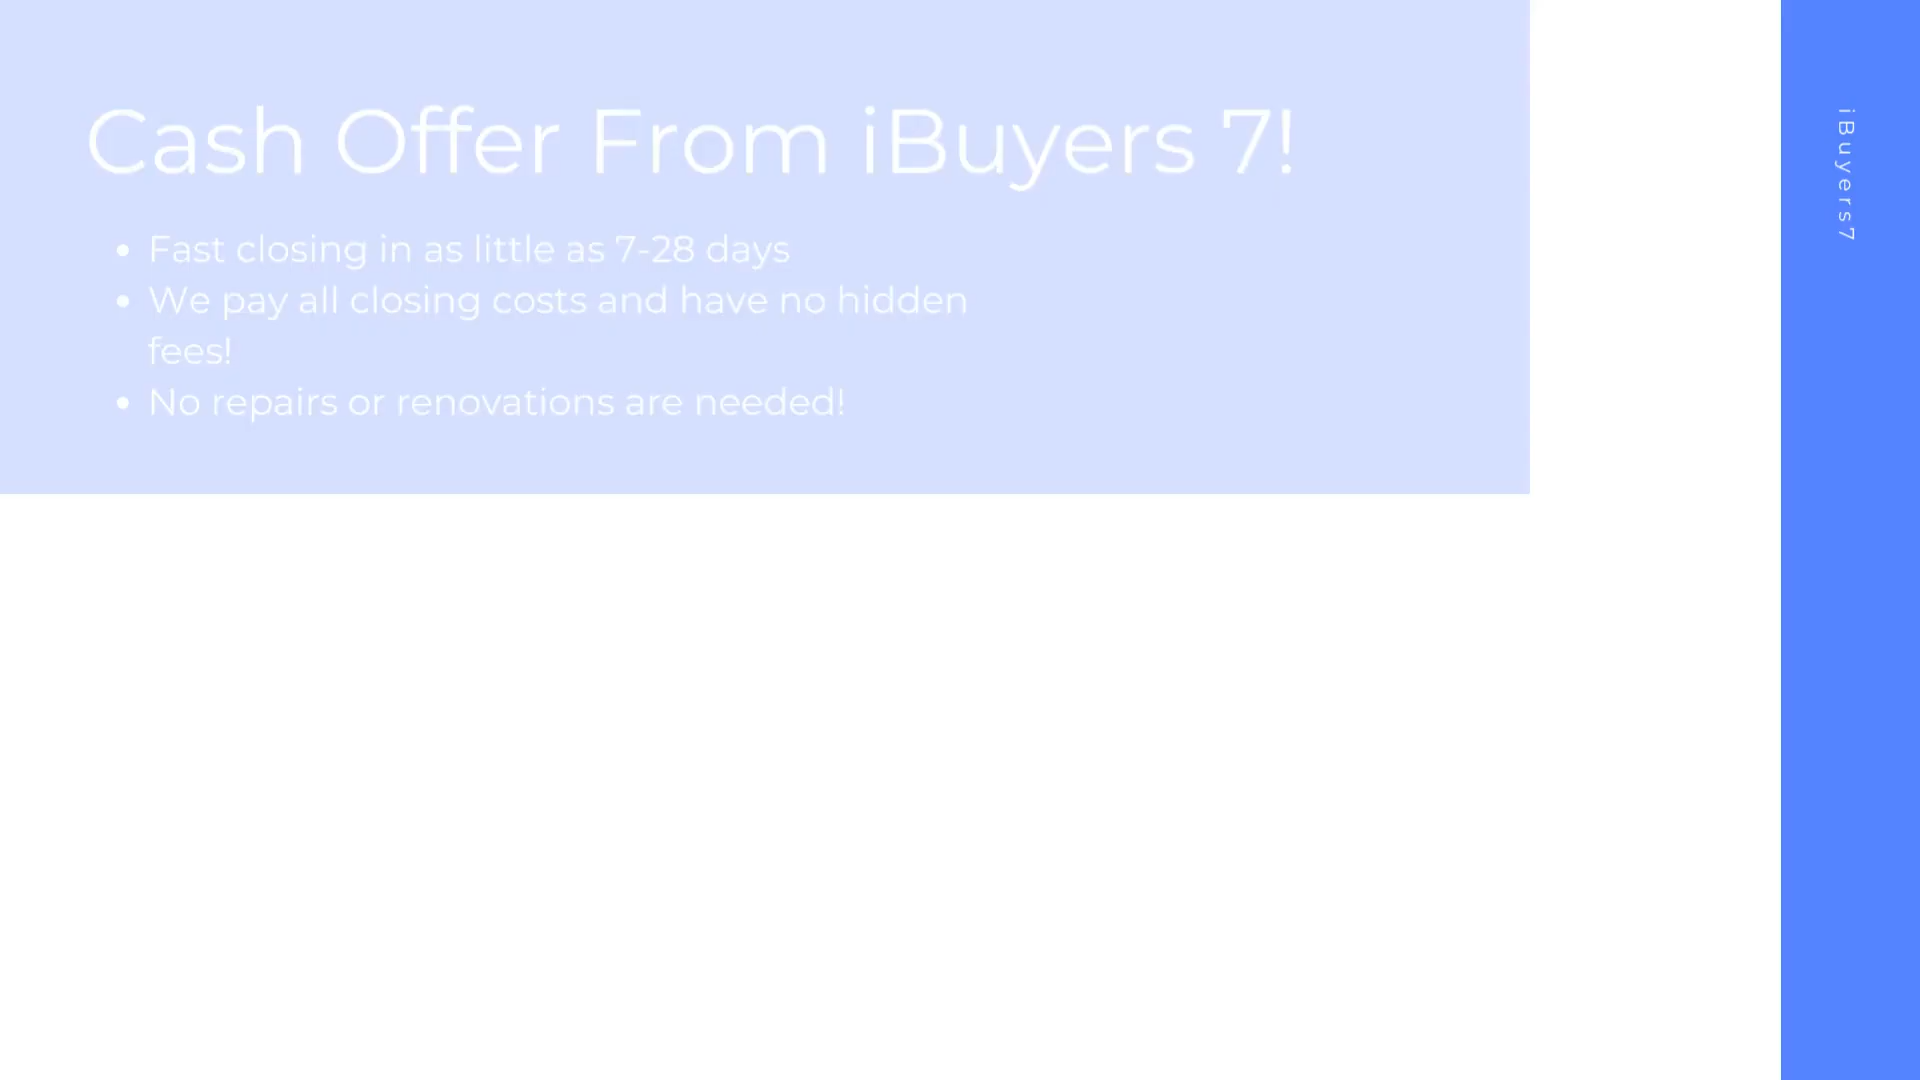 Cash Offer From iBuyers 7!
• Fast closing in as little as 7-28 days
• We pay all closing costs and have no hidden
fees!
• No repairs or renovations are needed!
iBuyers7